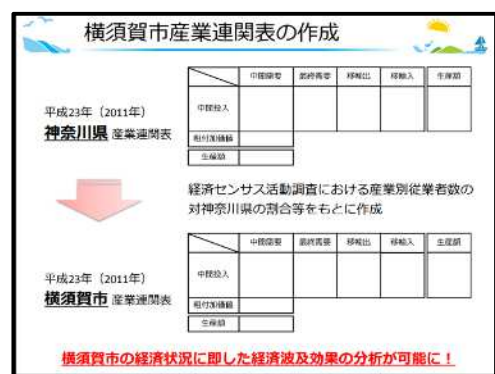 横須賀市産業連関表の作成
中間需要 最終需要 移輸出 移輸入 生産額
中間投入
粗付加価値
生産額
平成23年（2011年）
神奈川県 産業連関表
経済センサス活動調査における産業別従業者数の
対神奈川県の割合等をもとに作成
中間需要 最終需要 移輸出 移輸入 生産額
中間投入
粗付加価値
生産額
平成23年（2011年）
横須賀市 産業連関表
横須賀市の経済状況に即した経済波及効果の分析が可能に！